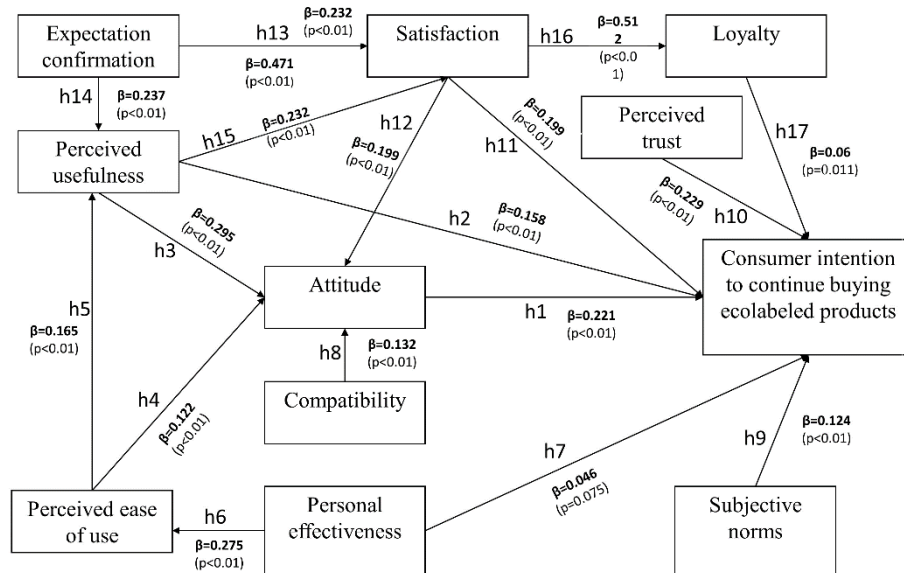 Expectation
confirmation
h13
β=0.232
(p<0.01)
β=0.471
(p<0.01)
Satisfaction
h16
β=0.51
2
(p<0.0
1)
Loyalty
h14
β=0.237
(p<0.01)
Perceived
usefulness
h15
β=0.232
(p<0.01)
h12
β=0.199
(p<0.01)
h11
β=0.199
(p<0.01)
Perceived
trust
h17
β=0.06
(p=0.011)
β=0.229
(p<0.01)
h10
h2
β=0.158
(p<0.01)
h3
β=0.295
(p<0.01)
Attitude
h1
β=0.221
(p<0.01)
Consumer intention
to continue buying
ecolabeled products
h5
β=0.165
(p<0.01)
h8
β=0.132
(p<0.01)
h4
β=0.122
(p<0.01)
Compatibility
h7
β=0.046
(p=0.075)
h9
β=0.124
(p<0.01)
Perceived ease
of use
h6
β=0.275
(p<0.01)
Personal
effectiveness
Subjective
norms